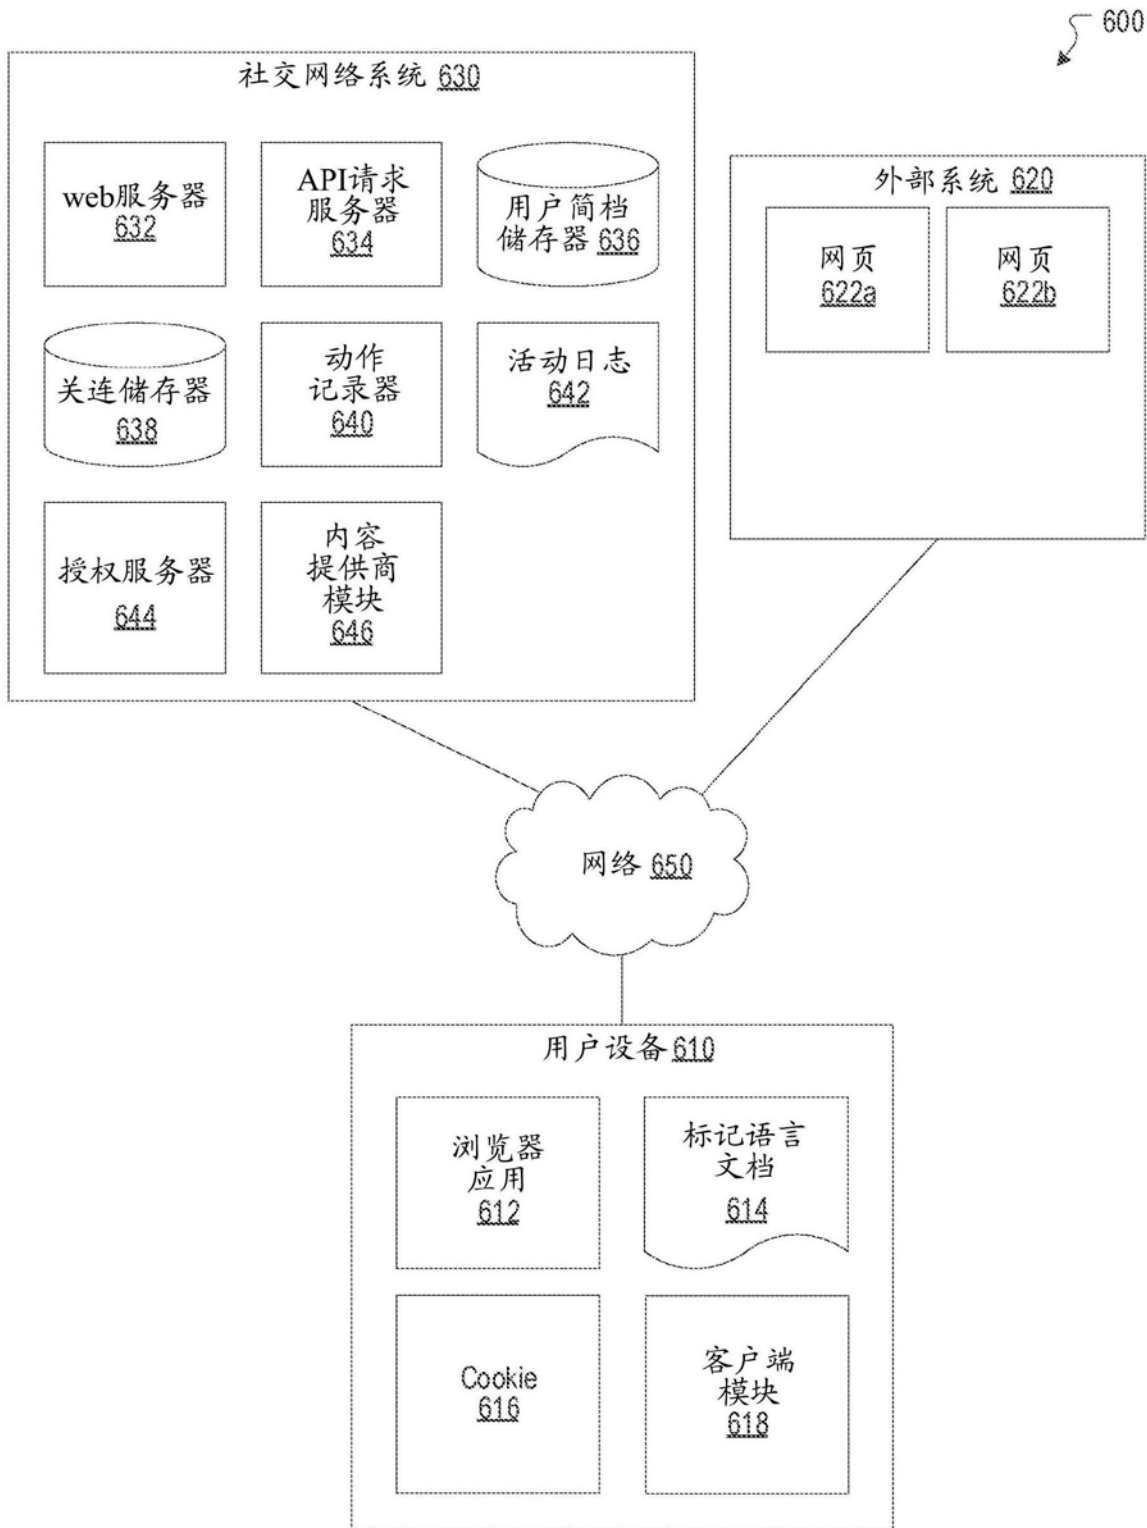 600
社交网络系统 630
web服务器
632
API请求
服务器
634
用户简档
储存器 636
关连储存器
638
动作
记录器
640
活动日志
642
授权服务器
644
内容
提供商
模块
646
外部系统 620
网页
622a
网页
622b
网络 650
用户设备610
浏览器
应用
612
标记语言
文档
614
Cookie
616
客户端
模块
618